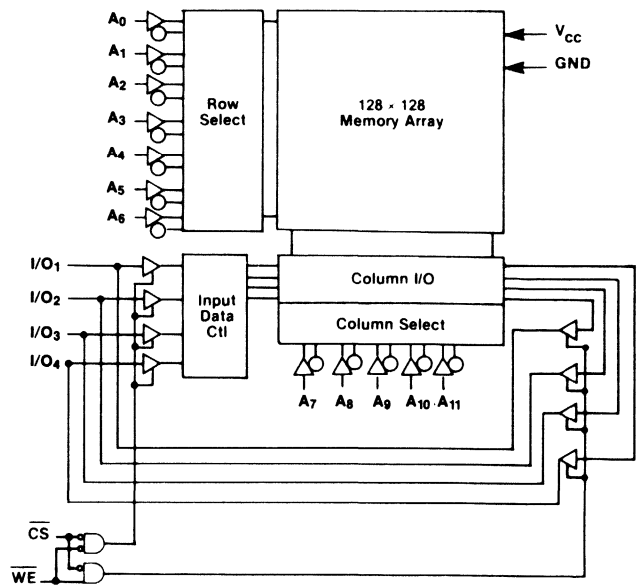 A0
A1
A2
A3
A4
A5
A6
Row
Select
128 × 128
Memory Array
VCC
GND
I/O1
I/O2
I/O3
I/O4
Input
Data
Ctl
Column I/O
Column Select
A7 A8 A9 A10 A11
CS
WE